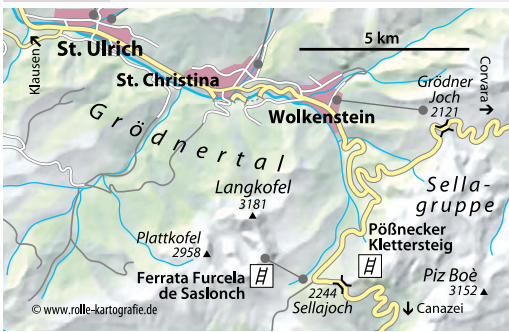 Klausen
St. Ulrich
5 km
St. Christina
Grödner
Joch
2121
Corvara
Wolkenstein
Grödnertal
Langkofel
3181
Sella-
gruppe
Plattkofel
2958
Pößnecker
Klettersteig
Ferrata Furcela
de Saslonch
2244
Sellajoch
Piz Boè
3152
Canazei
© www.rolle-kartografie.de